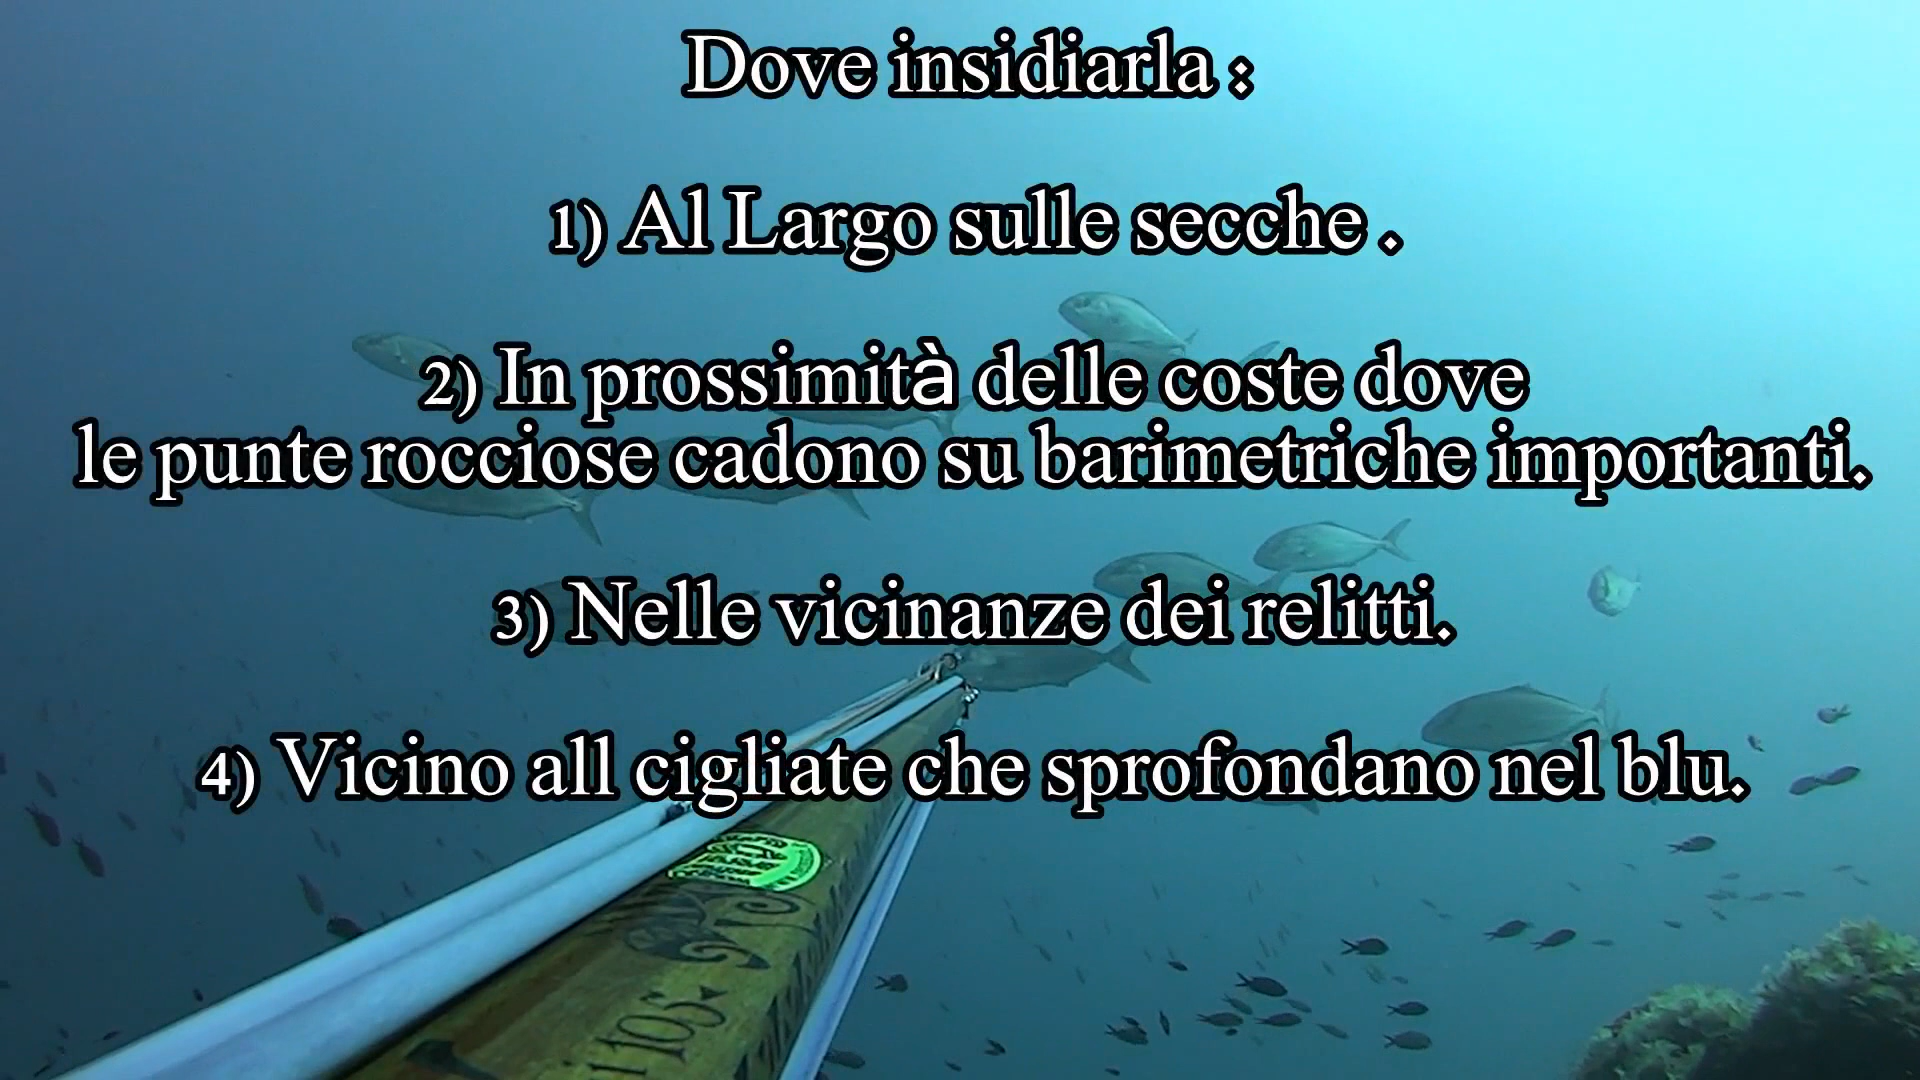 Dove insidiarla :
1) Al Largo sulle secche .
2) In prossimità delle coste dove
le punte rocciose cadono su barimetriche importanti.
3) Nelle vicinanze dei relitti.
4) Vicino all cigliate che sprofondano nel blu.
105